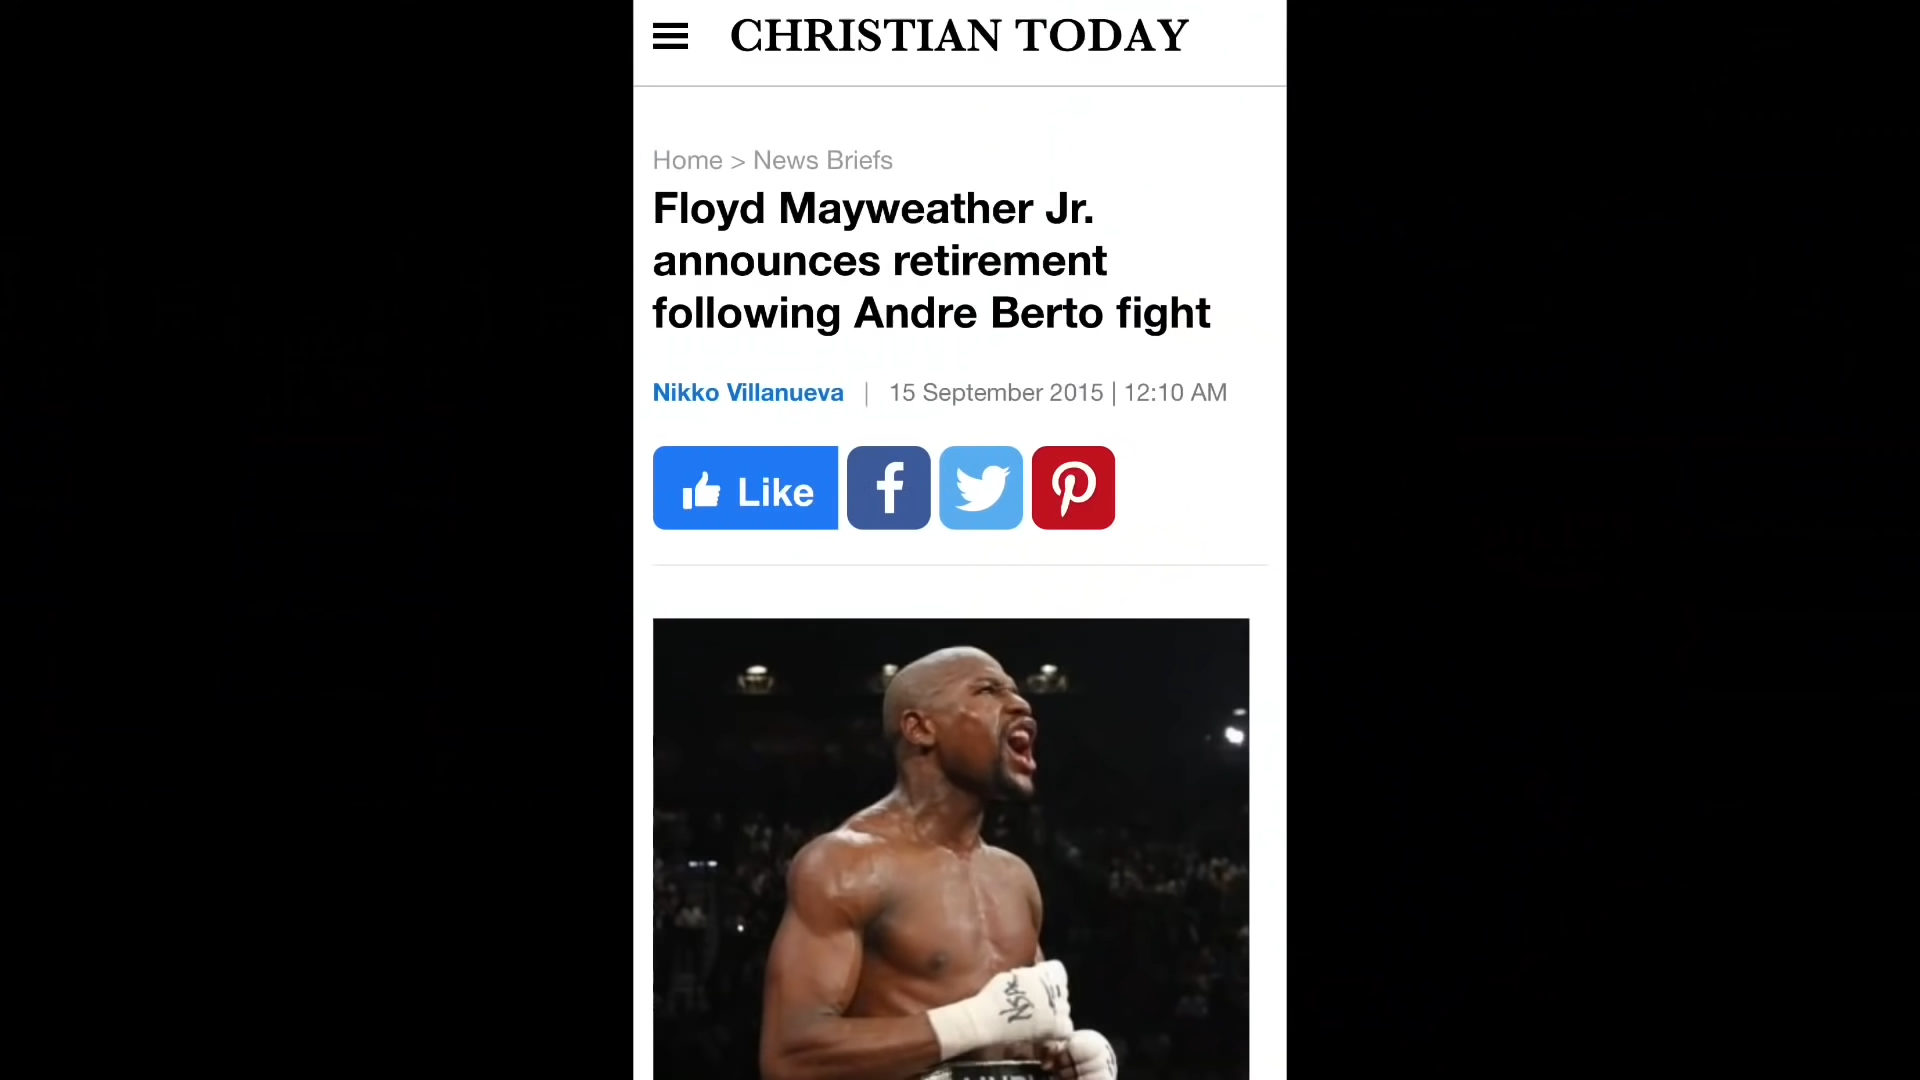 CHRISTIAN TODAY
Home > News Briefs
Floyd Mayweather Jr.
announces retirement
following Andre Berto fight
Nikko Villanueva | 15 September 2015 | 12:10 AM
Like